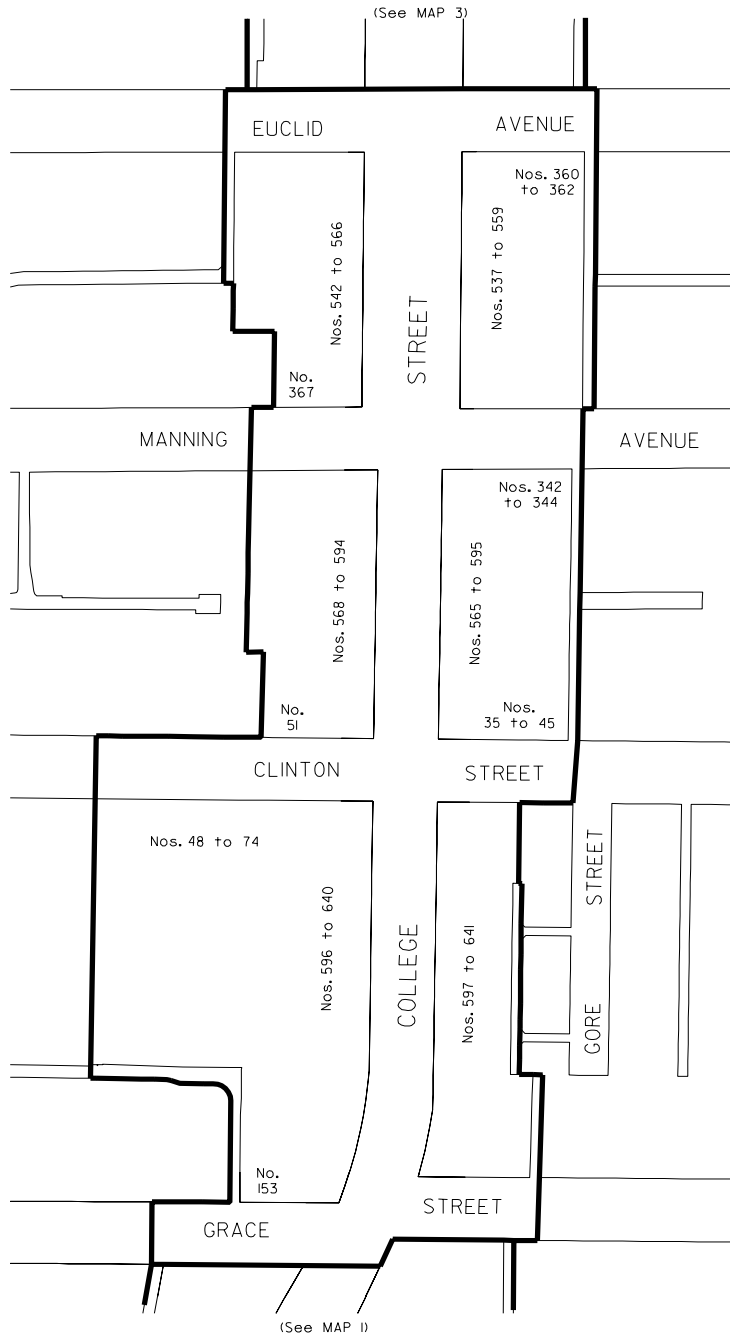 (See MAP 3)
EUCLID AVENUE
Nos. 360
to 362
Nos. 542 to 566
Nos. 537 to 559
STREET
No.
367
MANNING AVENUE
Nos. 342
to 344
Nos. 568 to 594
Nos. 565 to 595
No.
51
Nos.
35 to 45
CLINTON STREET
Nos. 48 to 74
STREET
Nos. 596 to 640
COLLEGE
Nos. 597 to 641
GORE
No.
153
GRACE STREET
(See MAP 1)